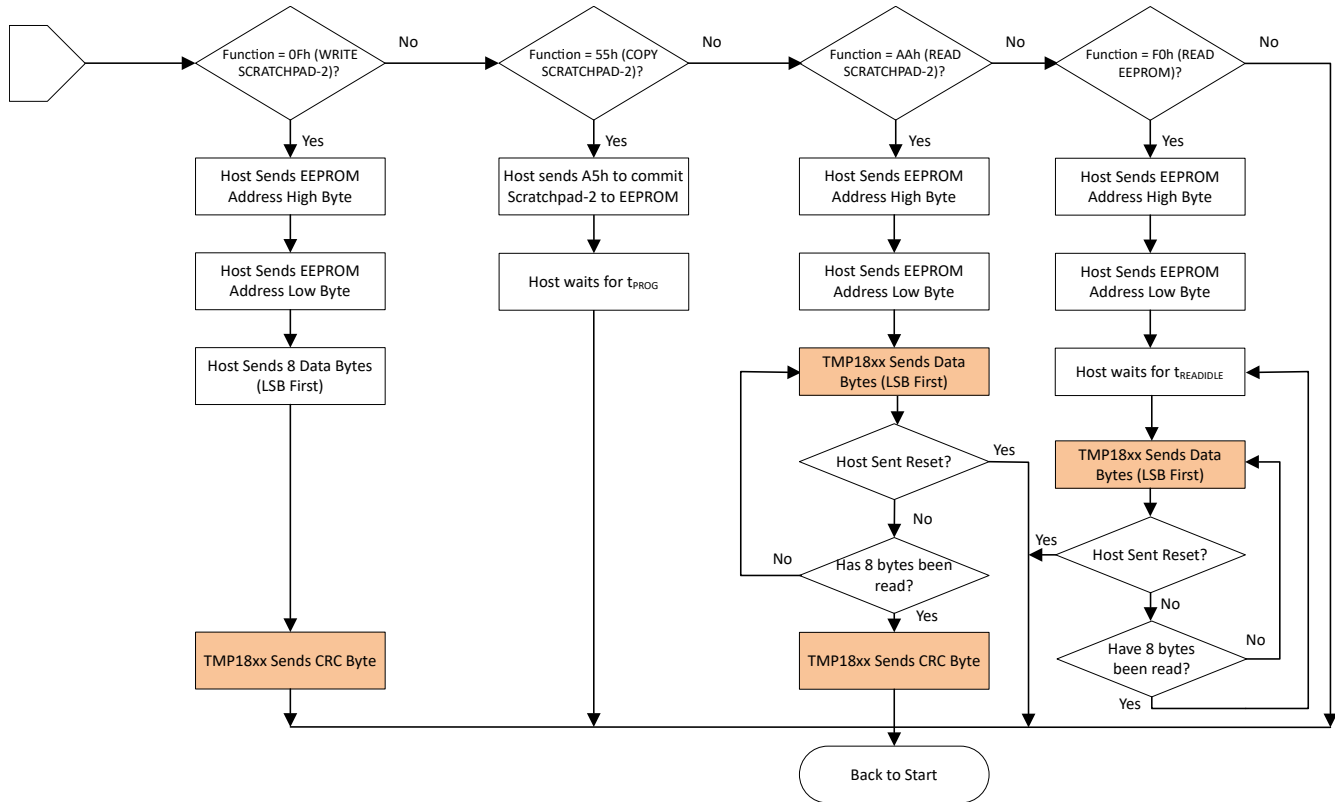 Function = 0Fh (WRITE
SCRATCHPAD-2)?
No
Yes
Host Sends EEPROM
Address High Byte
Host Sends EEPROM
Address Low Byte
Host Sends 8 Data Bytes
(LSB First)
TMP18xx Sends CRC Byte
Function = 55h (COPY
SCRATCHPAD-2)?
No
Yes
Host sends A5h to commit
Scratchpad-2 to EEPROM
Host waits for tPROG
Function = AAh (READ
SCRATCHPAD-2)?
No
Yes
Host Sends EEPROM
Address High Byte
Host Sends EEPROM
Address Low Byte
TMP18xx Sends Data
Bytes (LSB First)
Host Sent Reset?
Yes
No
Has 8 bytes been
read?
No
Yes
TMP18xx Sends CRC Byte
Function = F0h (READ
EEPROM)?
No
Yes
Host Sends EEPROM
Address High Byte
Host Sends EEPROM
Address Low Byte
Host waits for tREADIDLE
TMP18xx Sends Data
Bytes (LSB First)
Host Sent Reset?
Yes
No
Have 8 bytes
been read?
No
Yes
Back to Start